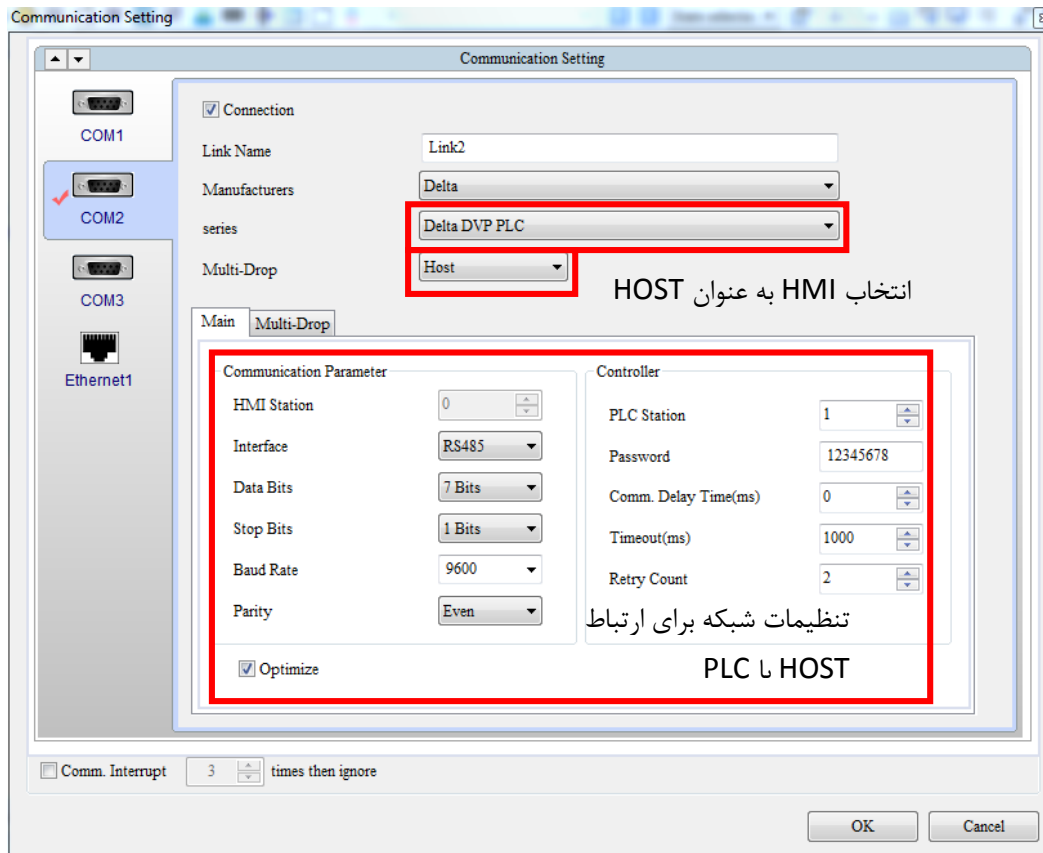 Communication Setting
Communication Setting
COM1
COM2
COM3
Ethernet1
Connection
Link Name
Link2
Manufacturers
Delta
series
Delta DVP PLC
Multi-Drop
Host
انتخاب HMI به عنوان HOST
Main
Multi-Drop
Communication Parameter
HMI Station
0
Interface
RS485
Data Bits
7 Bits
Stop Bits
1 Bits
Baud Rate
9600
Parity
Even
Optimize
Controller
PLC Station
1
Password
12345678
Comm. Delay Time(ms)
0
Timeout(ms)
1000
Retry Count
2
تنظیمات شبکه برای ارتباط
HOST با PLC
Comm. Interrupt
3
times then ignore
OK
Cancel